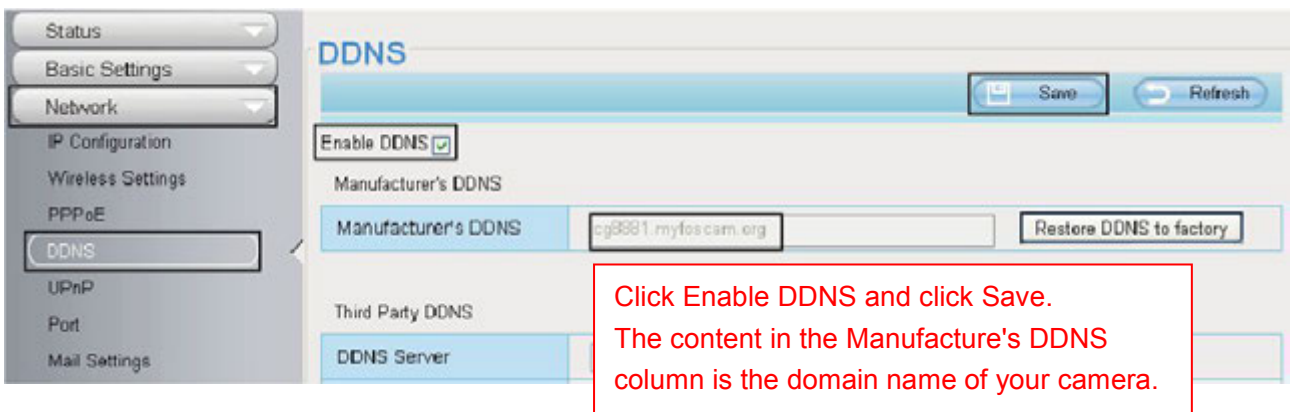 Status
Basic Settings
Network
IP Configuration
Wireless Settings
PPPoE
DDNS
UPnP
Port
Mail Settings
DDNS
Save
Refresh
Enable DDNS
Manufacturer's DDNS
Manufacturer's DDNS
cg8881.myfoscam.org
Restore DDNS to factory
Third Party DDNS
DDNS Server
Click Enable DDNS and click Save.
The content in the Manufacture's DDNS
column is the domain name of your camera.